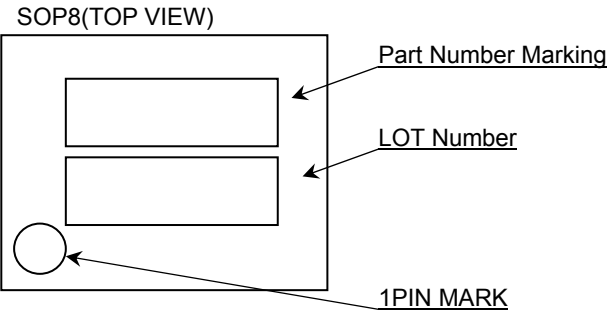 SOP8(TOP VIEW)
Part Number Marking
LOT Number
1PIN MARK